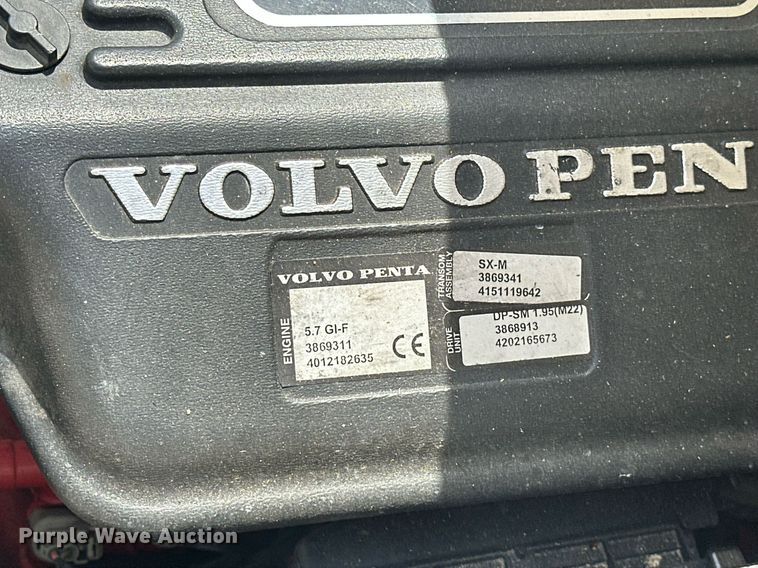 VOLVO PEN
VOLVO PENTA
ENGINE
5.7 GI-F
3869311
4012182635
CE
TRANSOM
ASSEMBLY
SX-M
3869341
4151119642
DRIVE
UNIT
DP-SM 1.95(M22)
3868913
4202165673
Purple Wave Auction